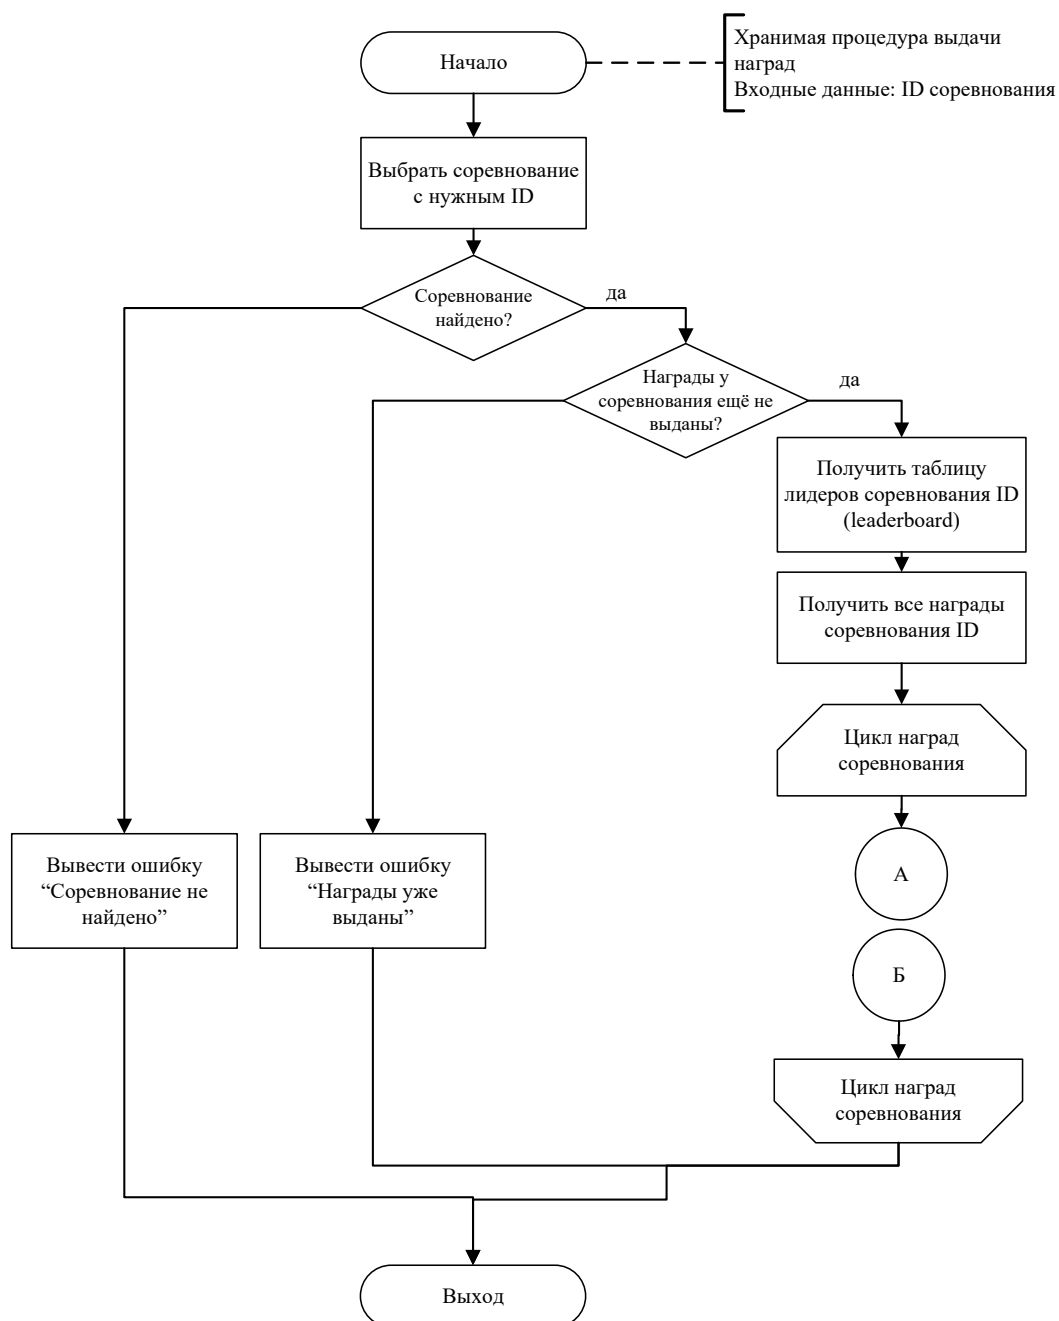 Начало
Хранимая процедура выдачи
наград
Входные данные: ID соревнования
Выбрать соревнование
с нужным ID
Соревнование
найдено?
да
Награды у
соревнования ещё не
выданы?
да
Получить таблицу
лидеров соревнования ID
(leaderboard)
Получить все награды
соревнования ID
Цикл наград
соревнования
Вывести ошибку
“Соревнование не
найдено”
Вывести ошибку
“Награды уже
выданы”
А
Б
Цикл наград
соревнования
Выход